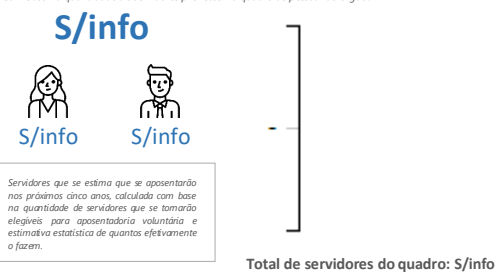 S/info
S/info S/info
Servidores que se estima que se aposentarão
nos próximos cinco anos, calculada com base
na quantidade de servidores que se tornarão
elegíveis para aposentadoria voluntária e
estimativa estatística de quantos efetivamente
o fazem.
Total de servidores do quadro: S/info